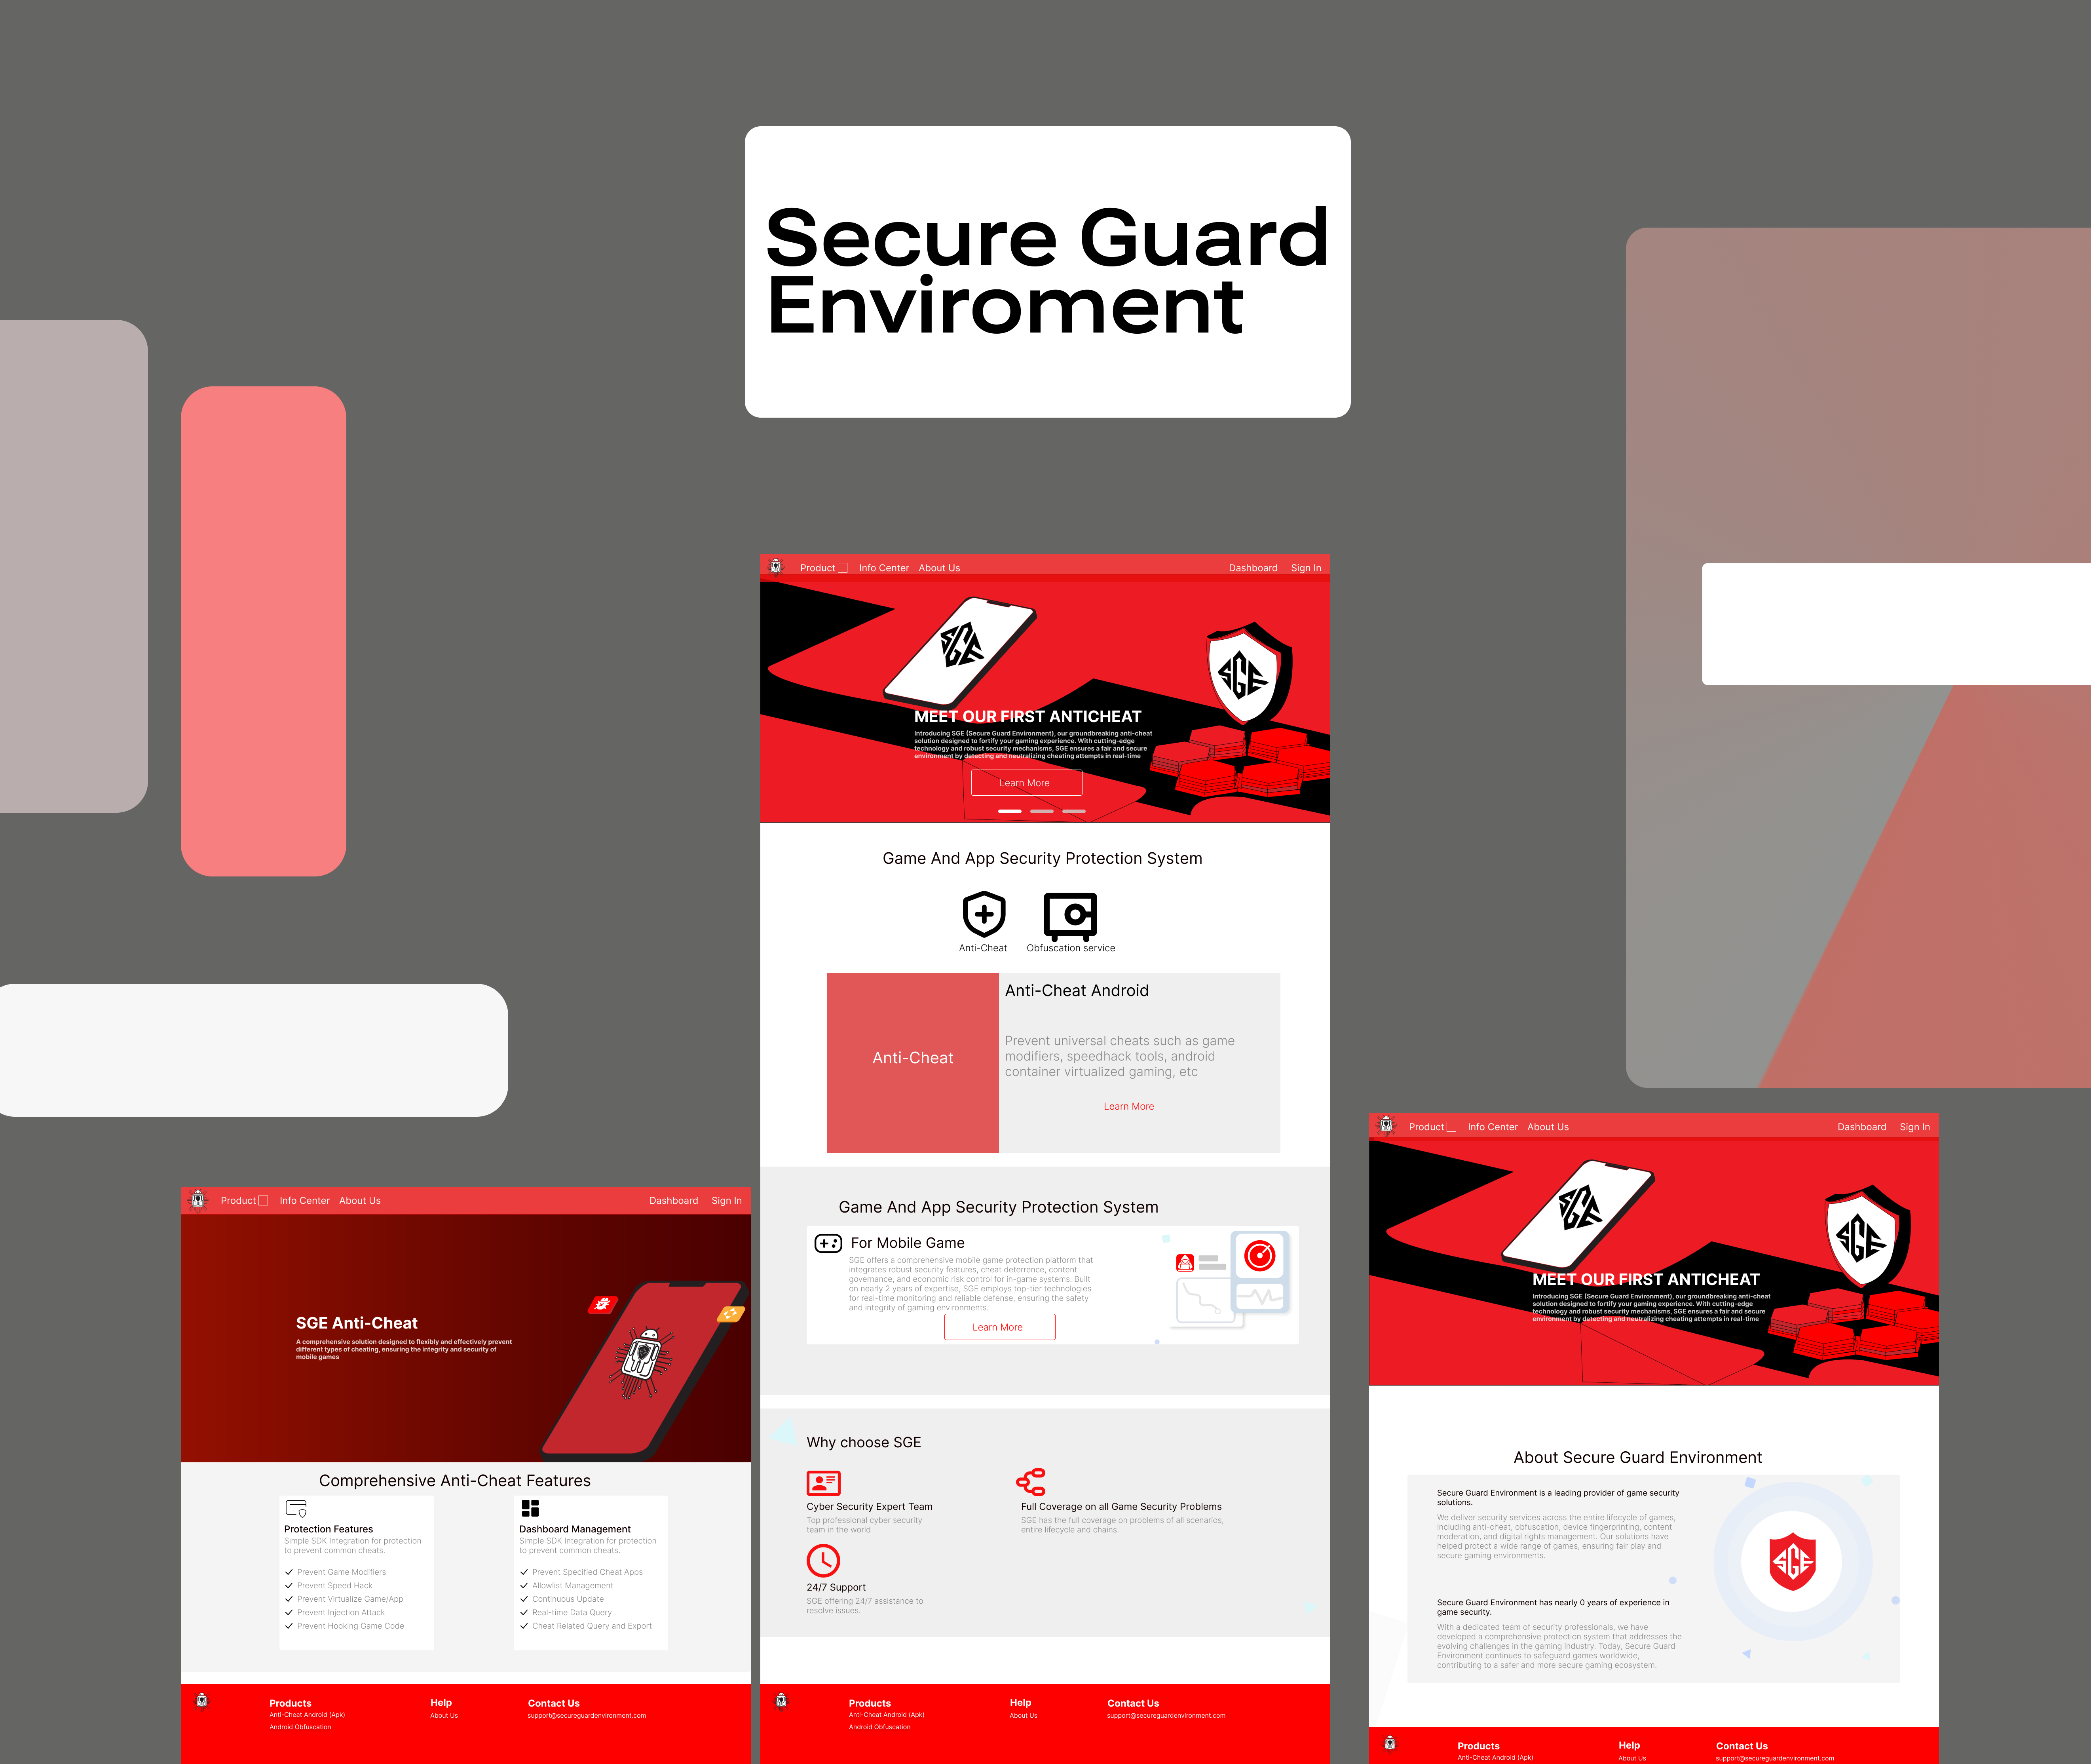 Secure Guard
Enviroment
Product
Info Center
About Us
Dashboard
Sign In
SGE
SGE
MEET OUR FIRST ANTICHEAT
Introducing SGE (Secure Guard Environment), our groundbreaking anti-cheat
solution designed to fortify your gaming experience. With cutting-edge
technology and robust security mechanisms, SGE ensures a fair and secure
environment by detecting and neutralizing cheating attempts in real-time
Learn More
Game And App Security Protection System
Anti-Cheat
Obfuscation service
Anti-Cheat
Anti-Cheat Android
Prevent universal cheats such as game
modifiers, speedhack tools, android
container virtualized gaming, etc
Learn More
Game And App Security Protection System
For Mobile Game
SGE offers a comprehensive mobile game protection platform that
integrates robust security features, cheat deterrence, content
governance, and economic risk control for in-game systems. Built
on nearly 2 years of expertise, SGE employs top-tier technologies
for real-time monitoring and reliable defense, ensuring the safety
and integrity of gaming environments.
Learn More
Why choose SGE
Cyber Security Expert Team
Top professional cyber security
team in the world
Full Coverage on all Game Security Problems
SGE has the full coverage on problems of all scenarios,
entire lifecycle and chains.
24/7 Support
SGE offering 24/7 assistance to
resolve issues.
Products
Anti-Cheat Android (Apk)
Android Obfuscation
Help
About Us
Contact Us
support@secureguardenvironment.com
Product
Info Center
About Us
Dashboard
Sign In
SGE Anti-Cheat
A comprehensive solution designed to flexibly and effectively prevent
different types of cheating, ensuring the integrity and security of
mobile games
Comprehensive Anti-Cheat Features
Protection Features
Simple SDK Integration for protection
to prevent common cheats.
Prevent Game Modifiers
Prevent Speed Hack
Prevent Virtualize Game/App
Prevent Injection Attack
Prevent Hooking Game Code
Dashboard Management
Simple SDK Integration for protection
to prevent common cheats.
Prevent Specified Cheat Apps
Allowlist Management
Continuous Update
Real-time Data Query
Cheat Related Query and Export
Products
Anti-Cheat Android (Apk)
Android Obfuscation
Help
About Us
Contact Us
support@secureguardenvironment.com
Product
Info Center
About Us
Dashboard
Sign In
SGE
SGE
MEET OUR FIRST ANTICHEAT
Introducing SGE (Secure Guard Environment), our groundbreaking anti-cheat
solution designed to fortify your gaming experience. With cutting-edge
technology and robust security mechanisms, SGE ensures a fair and secure
environment by detecting and neutralizing cheating attempts in real-time
About Secure Guard Environment
Secure Guard Environment is a leading provider of game security
solutions.
We deliver security services across the entire lifecycle of games,
including anti-cheat, obfuscation, device fingerprinting, content
moderation, and digital rights management. Our solutions have
helped protect a wide range of games, ensuring fair play and
secure gaming environments.
SGE
Secure Guard Environment has nearly 0 years of experience in
game security.
With a dedicated team of security professionals, we have
developed a comprehensive protection system that addresses the
evolving challenges in the gaming industry. Today, Secure Guard
Environment continues to safeguard games worldwide,
contributing to a safer and more secure gaming ecosystem.
Products
Anti-Cheat Android (Apk)
Help
About Us
Contact Us
support@secureguardenvironment.com